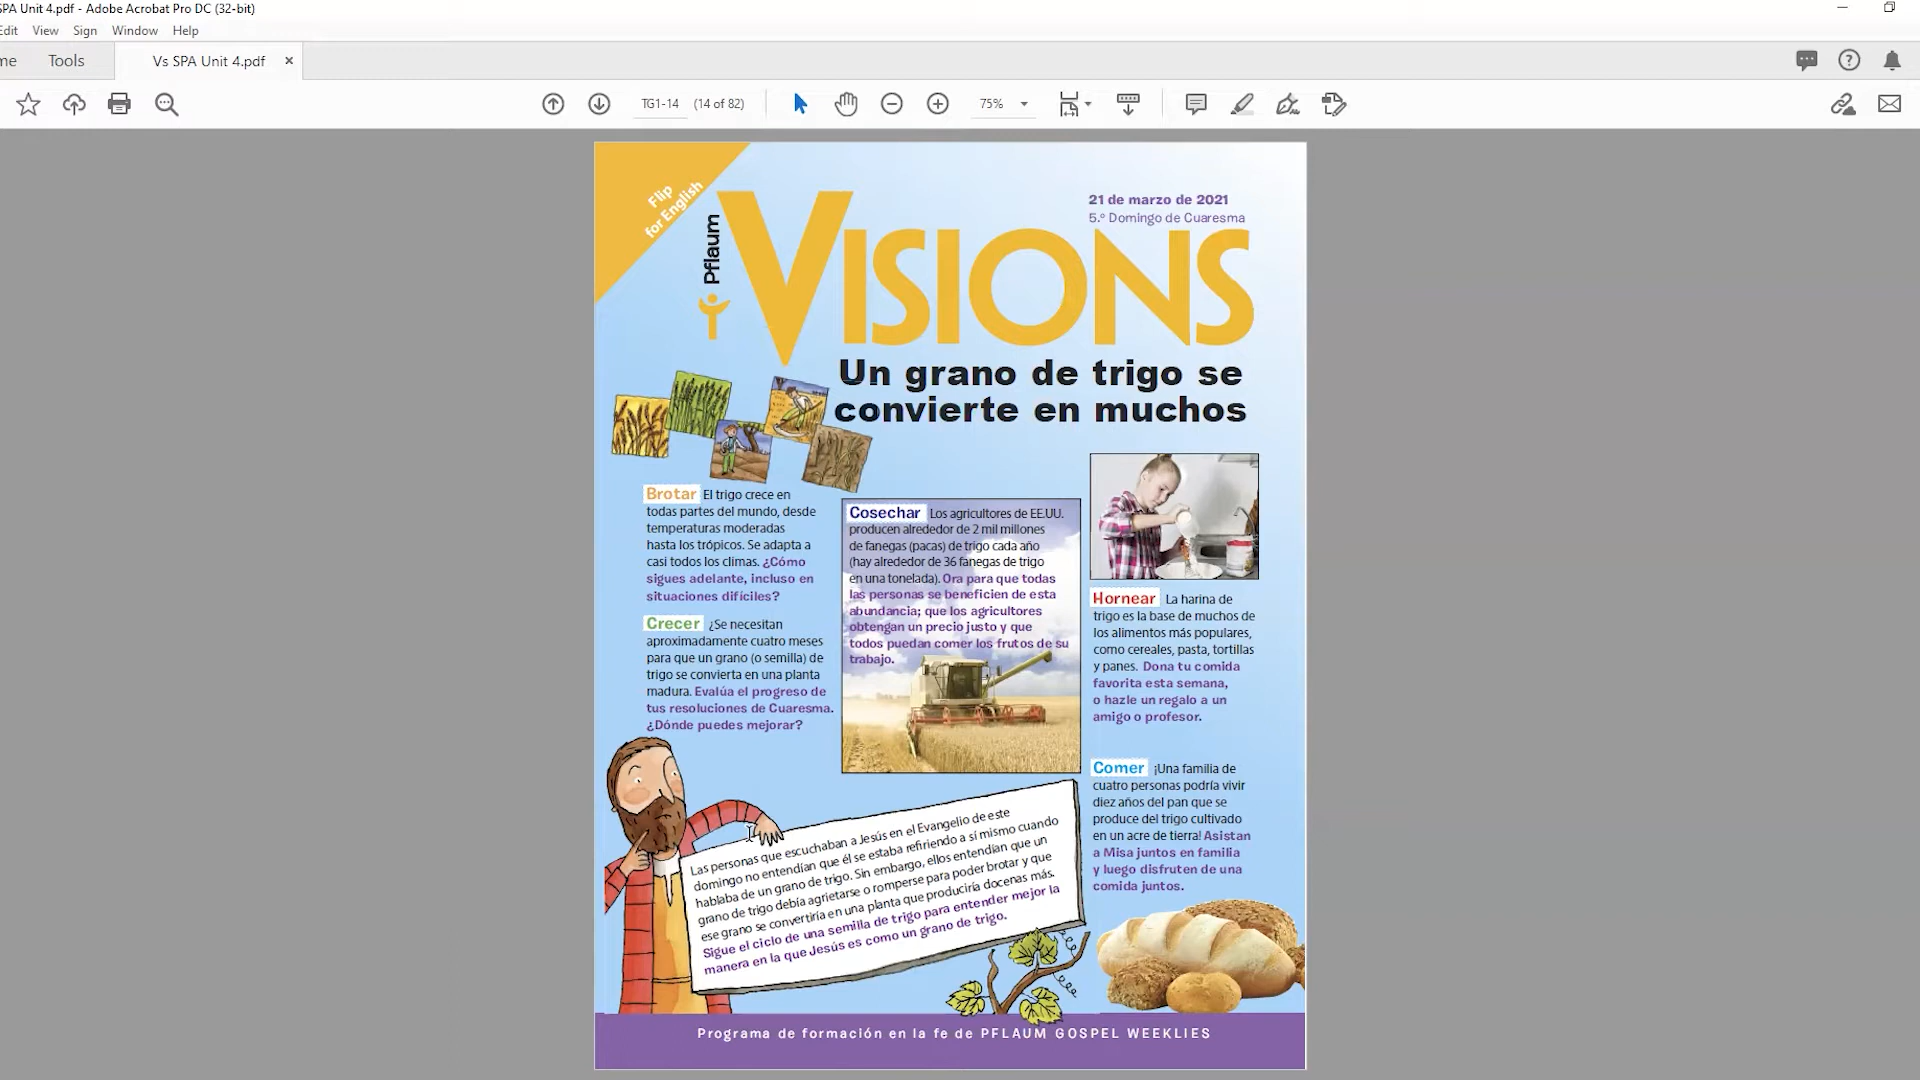 SPA Unit 4.pdf - Adobe Acrobat Pro DC (32-bit)
Edit View Sign Window Help
me Tools Vs SPA Unit 4.pdf ×
TG1-14 (14 of 82) 75%
Flip
for English
Pflaum
21 de marzo de 2021
5.º Domingo de Cuaresma
VISIONS
Un grano de trigo se
convierte en muchos
Brotar El trigo crece en
todas partes del mundo, desde
temperaturas moderadas
hasta los trópicos. Se adapta a
casi todos los climas. ¿Cómo
sigues adelante, incluso en
situaciones difíciles?
Crecer ¿Se necesitan
aproximadamente cuatro meses
para que un grano (o semilla) de
trigo se convierta en una planta
madura. Evalúa el progreso de
tus resoluciones de Cuaresma.
¿Dónde puedes mejorar?
Cosechar Los agricultores de EE.UU.
producen alrededor de 2 mil millones
de fanegas (pacas) de trigo cada año
(hay alrededor de 36 fanegas de trigo
en una tonelada). Ora para que todas
las personas se beneficien de esta
abundancia; que los agricultores
obtengan un precio justo y que
todos puedan comer los frutos de su
trabajo.
Hornear La harina de
trigo es la base de muchos de
los alimentos más populares,
como cereales, pasta, tortillas
y panes. Dona tu comida
favorita esta semana,
o hazle un regalo a un
amigo o profesor.
Comer ¡Una familia de
cuatro personas podría vivir
diez años del pan que se
produce del trigo cultivado
en un acre de tierra! Asistan
a Misa juntos en familia
y luego disfruten de una
comida juntos.
Las personas que escuchaban a Jesús en el Evangelio de este
domingo no entendían que él se estaba refiriendo a sí mismo cuando
hablaba de un grano de trigo. Sin embargo, ellos entendían que un
grano de trigo debía agrietarse o romperse para poder brotar y que
ese grano se convertiría en una planta que produciría docenas más.
Sigue el ciclo de una semilla de trigo para entender mejor la
manera en la que Jesús es como un grano de trigo.
Programa de formación en la fe de PFLAUM GOSPEL WEEKLIES